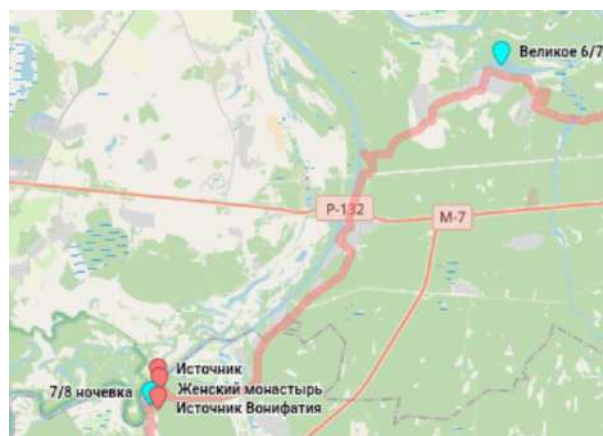 Великое 6/7
Р-132
М-7
Источник
Женский монастырь
7/8 ночевка
Источник Вонифатия